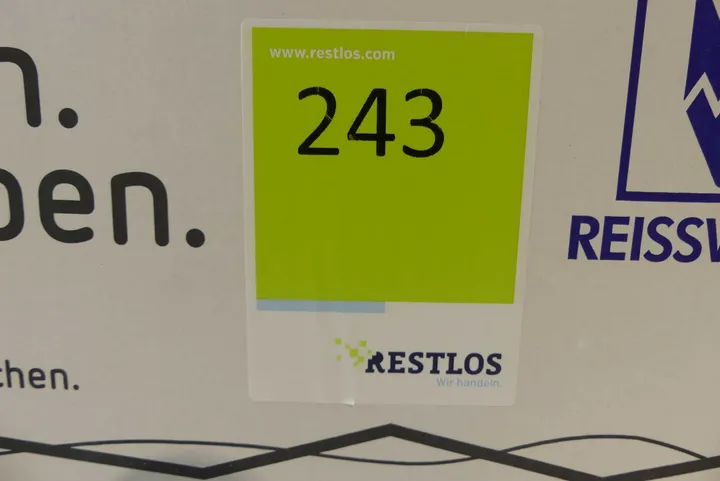 n.
ben.
chen.
www.restlos.com
243
RESTLOS
Wir handeln.
REISSW